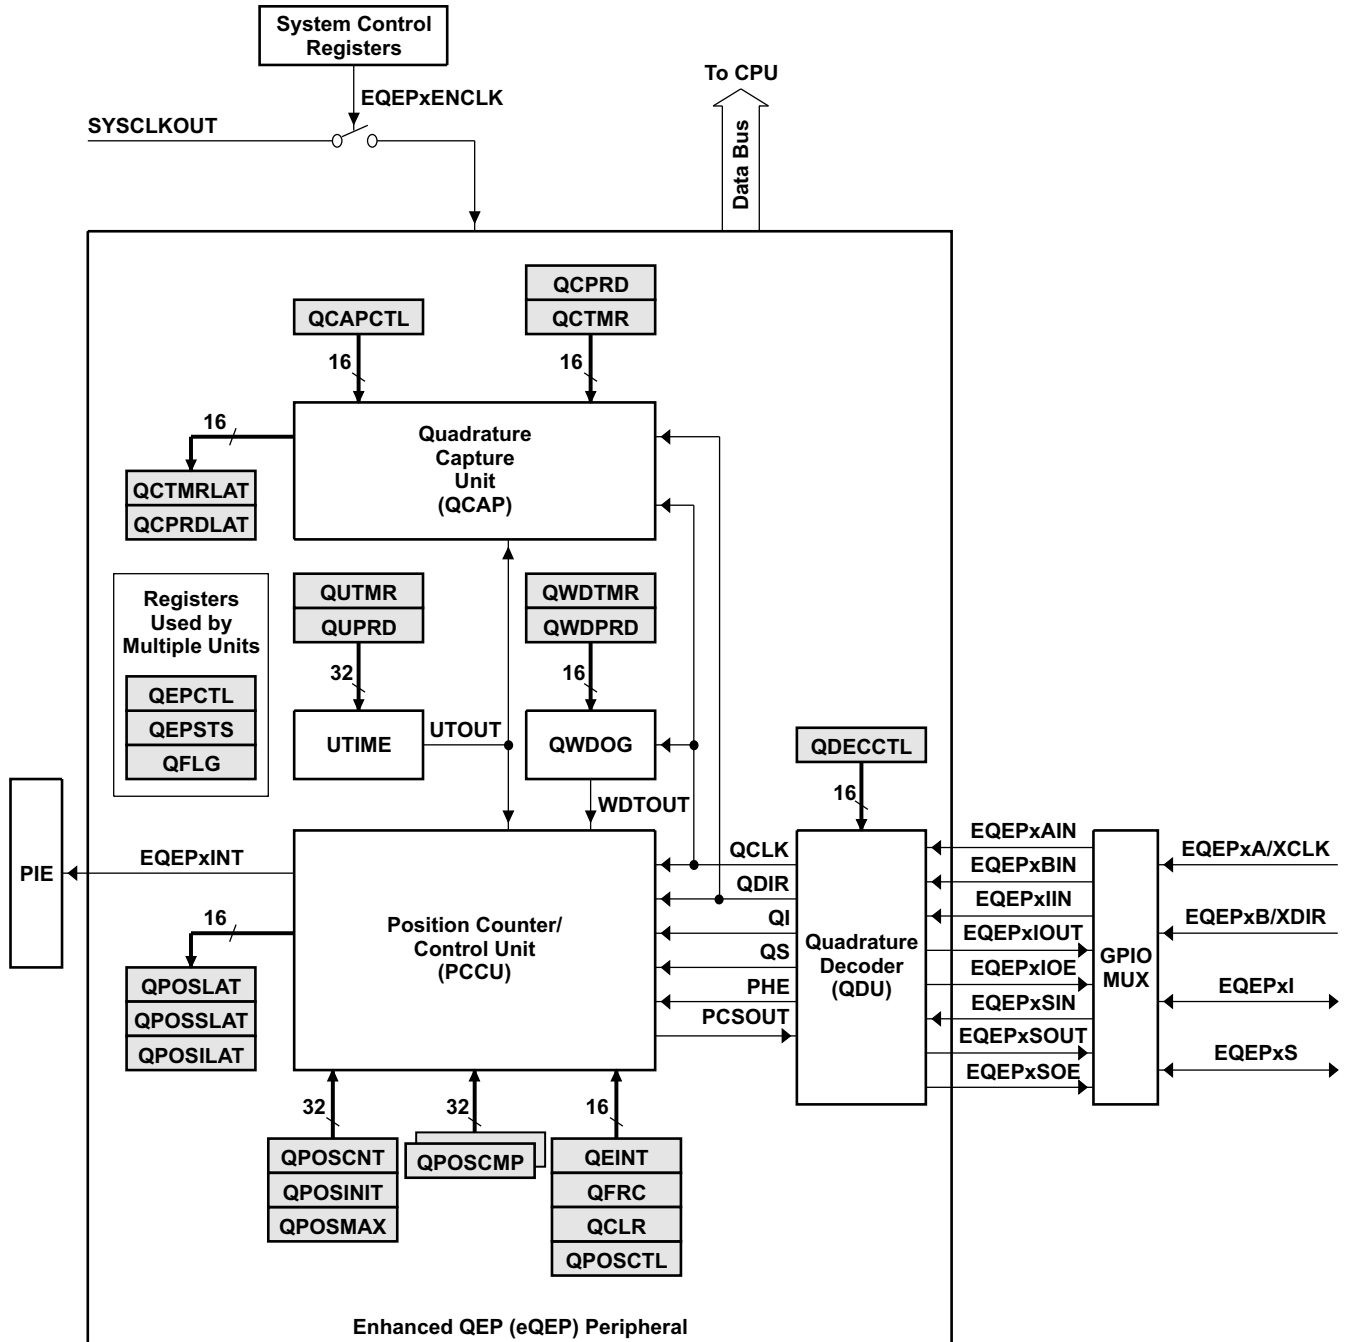 System Control
Registers
To CPU
EQEPxENCLK
SYSCLKOUT
Data Bus
QCPRD
QCAPCTL
QCTMR
16
16
16
Quadrature
Capture
Unit
(QCAP)
QCTMRLAT
QCPRDLAT
Registers
Used by
Multiple Units
QEPCTL
QEPSTS
QFLG
QUTMR
QUPRD
QWDTMR
QWDPRD
32
16
UTIME
UTOUT
QWDOG
QDECCTL
WDTOUT
16
PIE
EQEPxINT
16
Position Counter/
Control Unit
(PCCU)
QCLK
QDIR
QI
QS
PHE
PCSOUT
Quadrature
Decoder
(QDU)
EQEPxAIN
EQEPxBIN
EQEPxIIN
EQEPxIOUT
EQEPxIOE
EQEPxSIN
EQEPxSOUT
EQEPxSOE
GPIO
MUX
EQEPxA/XCLK
EQEPxB/XDIR
EQEPxI
EQEPxS
QPOSLAT
QPOSSLAT
QPOSILAT
32
32
16
QPOSCNT
QPOSINIT
QPOSMAX
QPOSCMP
QEINT
QFRC
QCLR
QPOSCTL
Enhanced QEP (eQEP) Peripheral